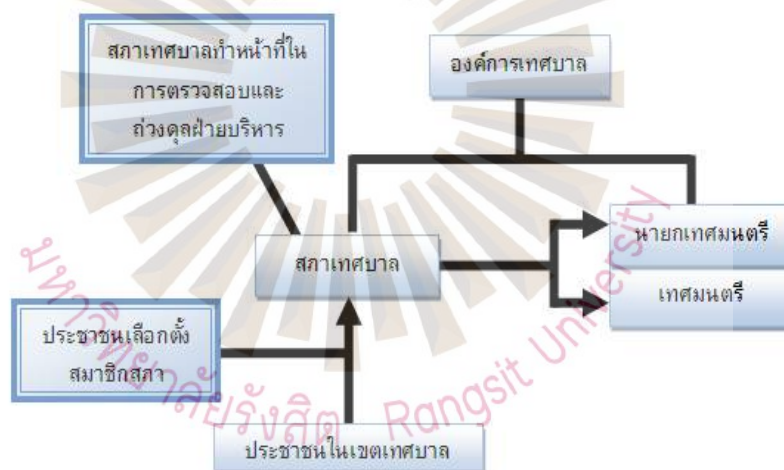 สภาเทศบาลทำหน้าที่ใน
การตรวจสอบและ
ถ่วงดุลฝ่ายบริหาร
องค์การเทศบาล
นายกเทศมนตรี
สภาเทศบาล
เทศมนตรี
ประชาชนเลือกตั้ง
สมาชิกสภา
ประชาชนในเขตเทศบาล
มหาวิทยาลัยรังสิต Rangsit University